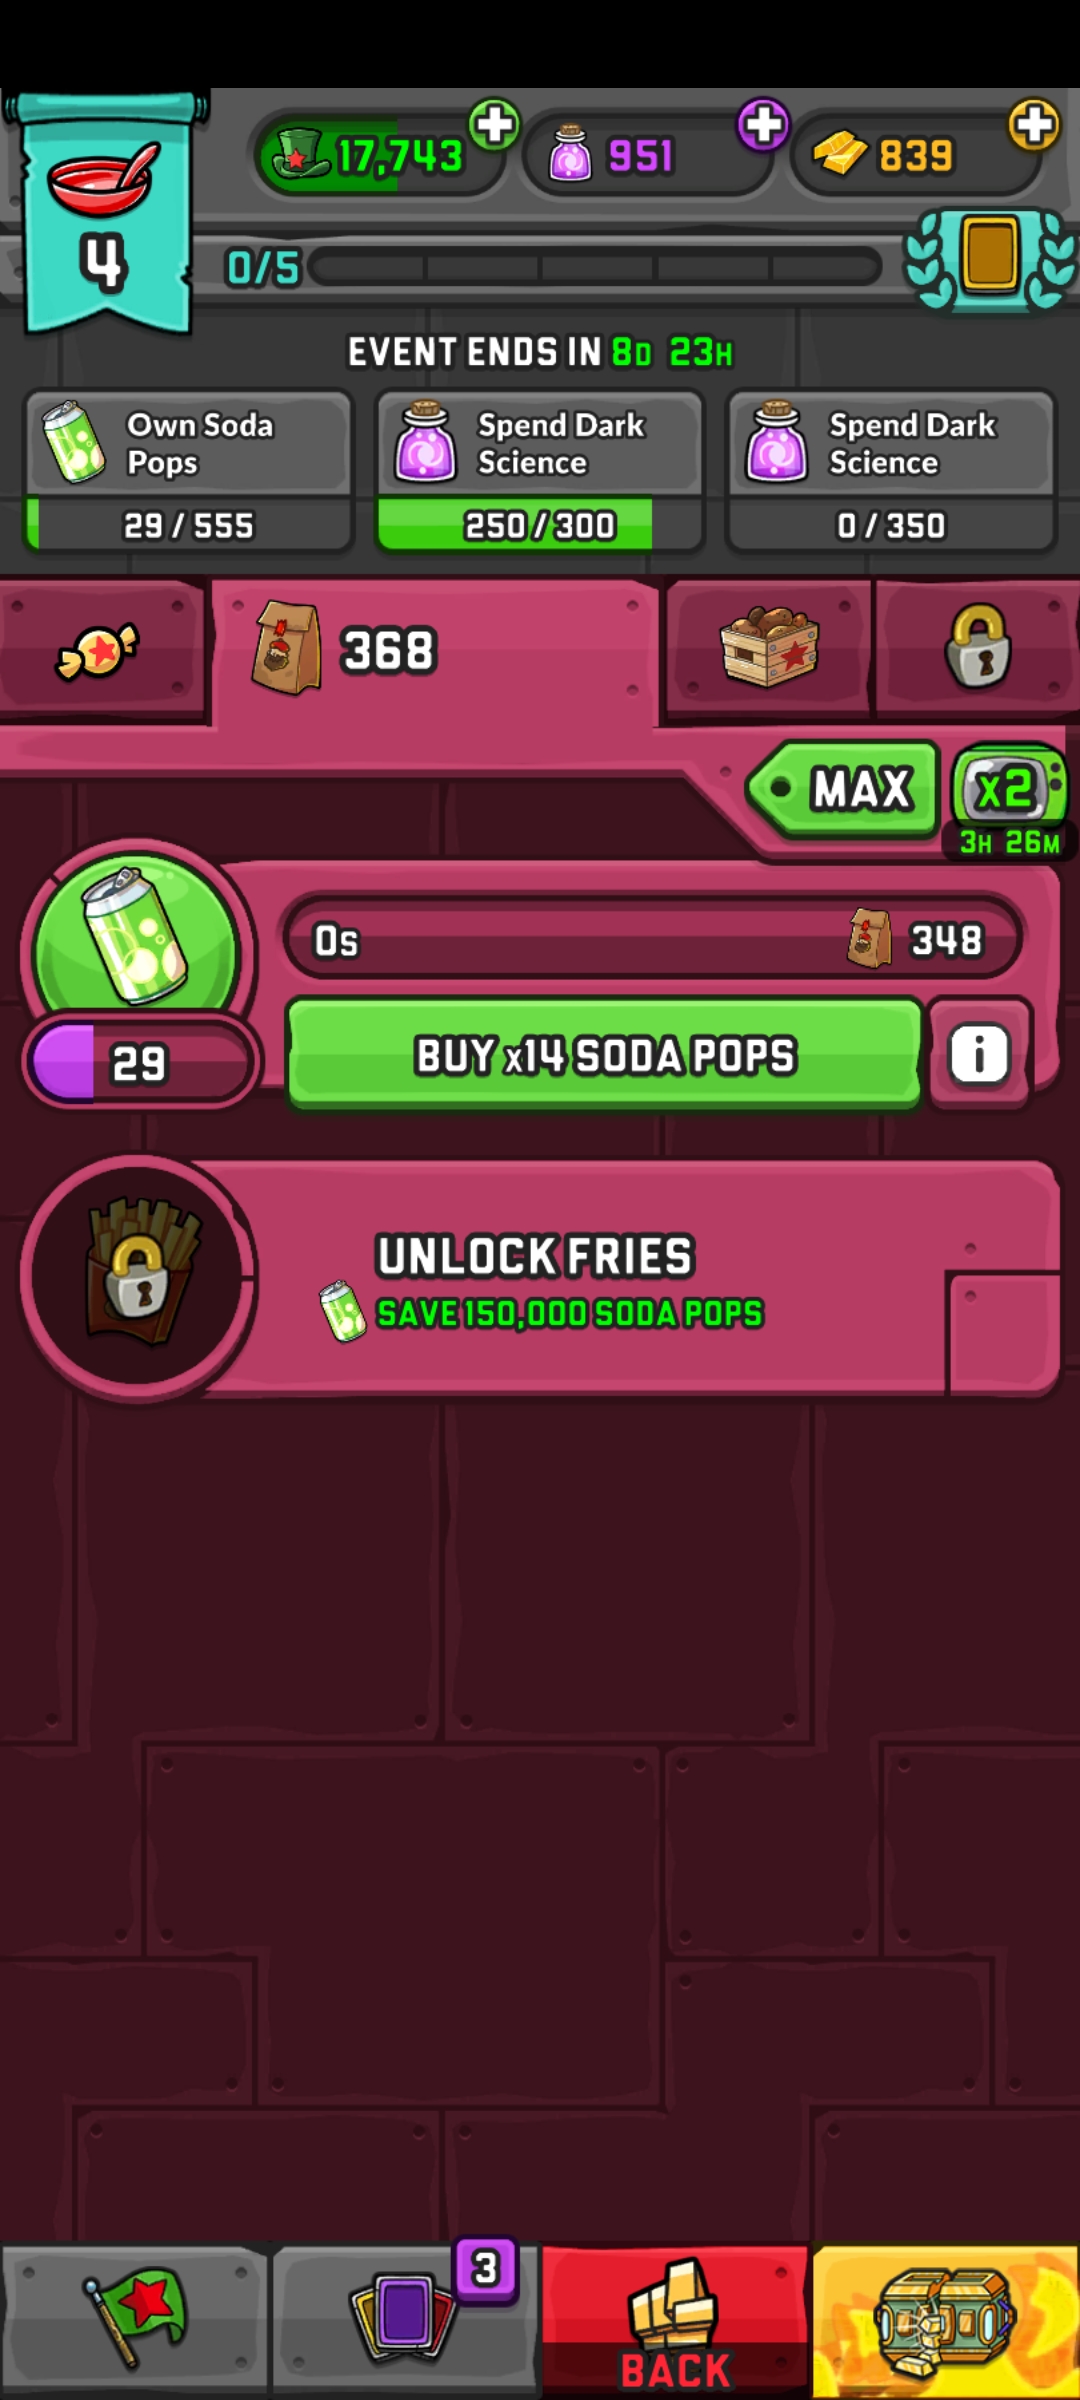 17,743
951
839
4
0/5
EVENT ENDS IN 8D 23H
Own Soda
Pops
29 / 555
Spend Dark
Science
250 / 300
Spend Dark
Science
0 / 350
368
MAX
x2
3H 26M
0s
348
29
BUY x14 SODA POPS
i
UNLOCK FRIES
SAVE 150,000 SODA POPS
3
BACK